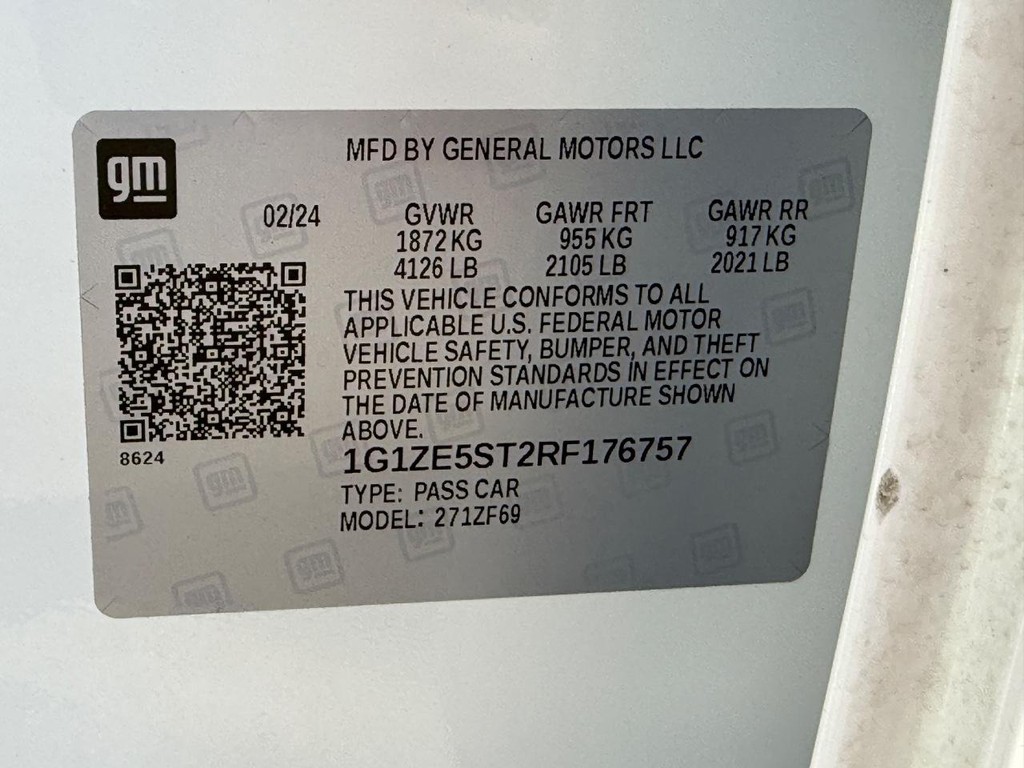 gm
MFD BY GENERAL MOTORS LLC
02/24 GVWR GAWR FRT GAWR RR
1872 KG 955 KG 917 KG
4126 LB 2105 LB 2021 LB
THIS VEHICLE CONFORMS TO ALL
APPLICABLE U.S. FEDERAL MOTOR
VEHICLE SAFETY, BUMPER, AND THEFT
PREVENTION STANDARDS IN EFFECT ON
THE DATE OF MANUFACTURE SHOWN
ABOVE.
8624
1G1ZE5ST2RF176757
TYPE: PASS CAR
MODEL: 271ZF69